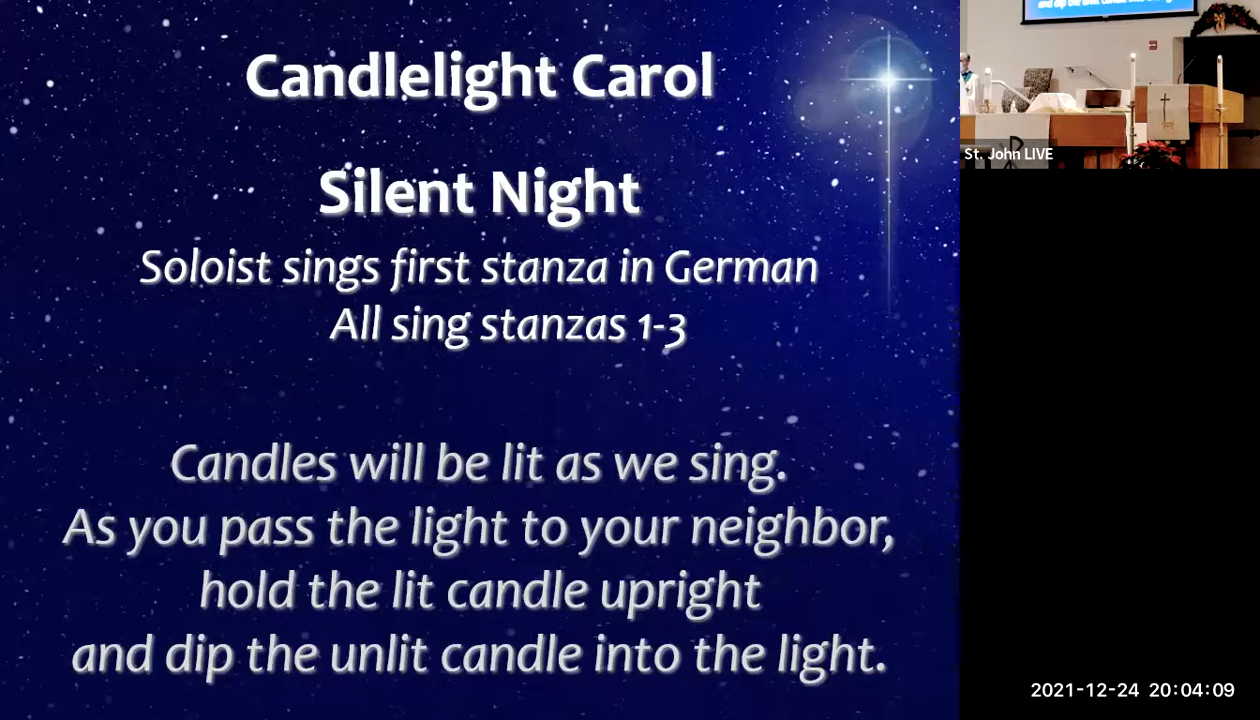 Candlelight Carol
Silent Night
Soloist sings first stanza in German
All sing stanzas 1-3
Candles will be lit as we sing.
As you pass the light to your neighbor,
hold the lit candle upright
and dip the unlit candle into the light.
St. John LIVE
2021-12-24 20:04:09